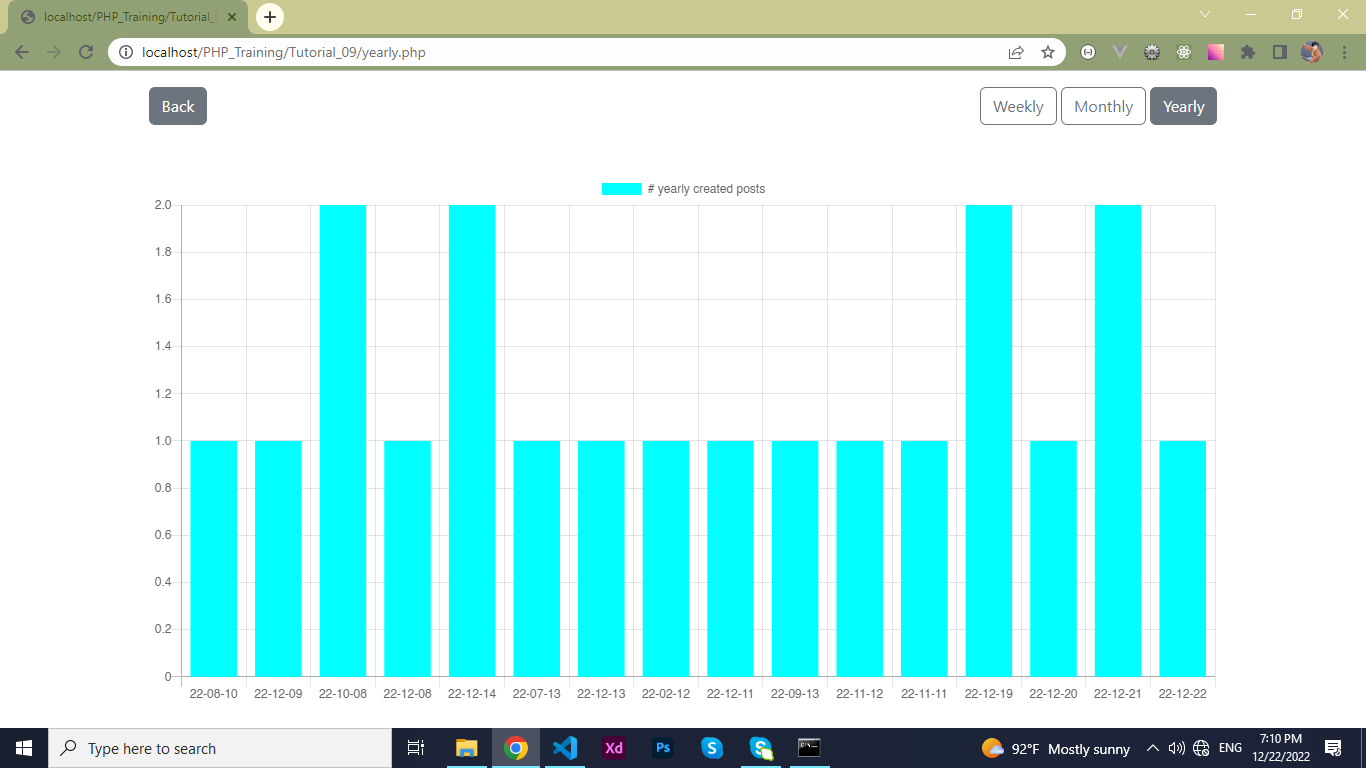 localhost/PHP_Training/Tutorial_0
localhost/PHP_Training/Tutorial_09/yearly.php
Back
Weekly Monthly Yearly
# yearly created posts
2.0
1.8
1.6
1.4
1.2
1.0
0.8
0.6
0.4
0.2
0
22-08-10 22-12-09 22-10-08 22-12-08 22-12-14 22-07-13 22-12-13 22-02-12 22-12-11 22-09-13 22-11-12 22-11-11 22-12-19 22-12-20 22-12-21 22-12-22
Type here to search
Xd
Ps
S
S
92°F Mostly sunny
ENG
7:10 PM
12/22/2022